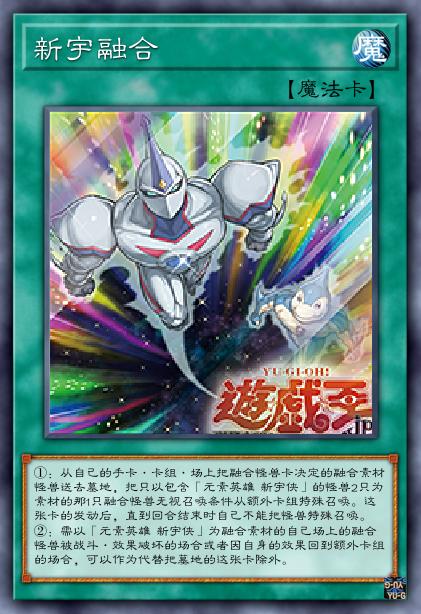 新宇融合
魔
【魔法卡】
YU-GI-OH!
遊戯王
.JP
①：从自己的手卡・卡组・场上把融合怪兽卡决定的融合素材
怪兽送去墓地，把只以包含「元素英雄 新宇侠」的怪兽2只为
素材的那1只融合怪兽无视召唤条件从额外卡组特殊召唤。这
张卡的发动后，直到回合结束时自己不能把怪兽特殊召唤。
②：需以「元素英雄 新宇侠」为融合素材的自己场上的融合
怪兽被战斗・效果破坏的场合或者因自身的效果回到额外卡组
的场合，可以作为代替把墓地的这张卡除外。